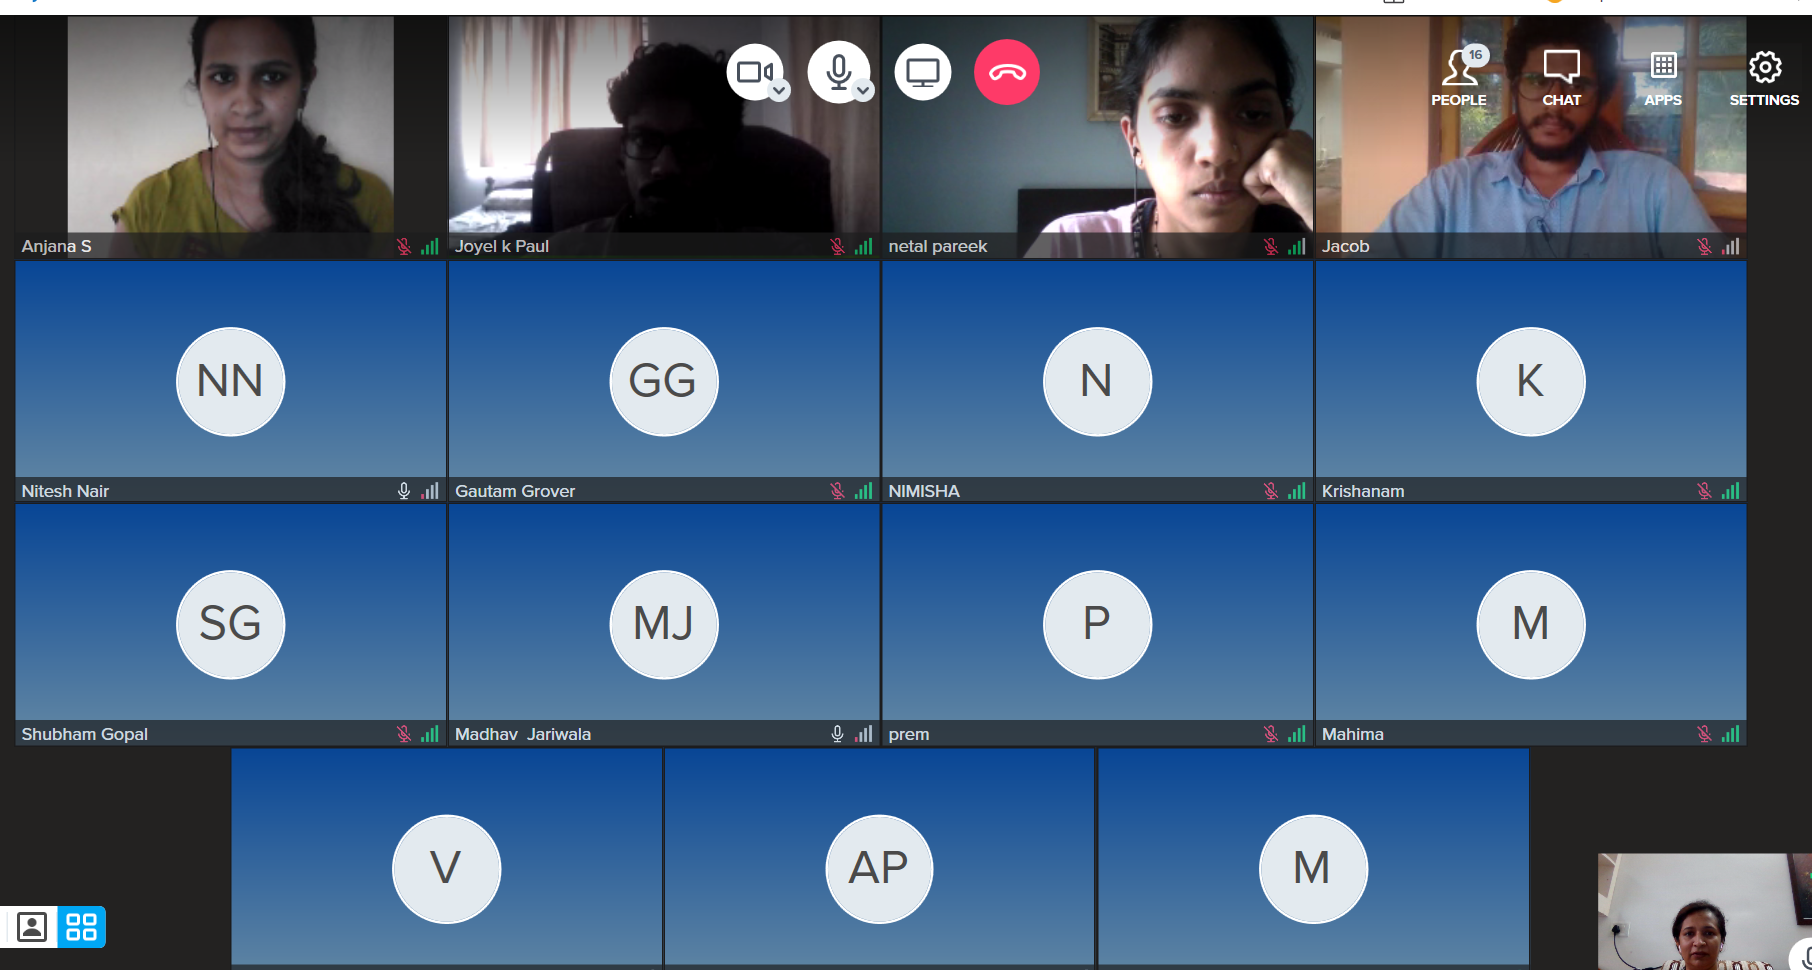 16
PEOPLE
CHAT
APPS
SETTINGS
Anjana S
Joyel k Paul
netal pareek
Jacob
NN
GG
N
K
Nitesh Nair
Gautam Grover
NIMISHA
Krishanam
SG
MJ
P
M
Shubham Gopal
Madhav Jariwala
prem
Mahima
V
AP
M